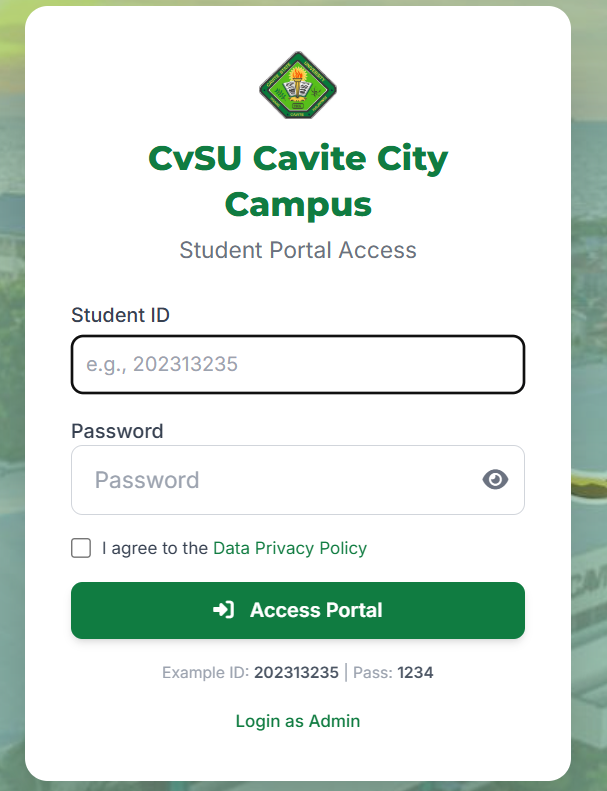 CvSU Cavite City
Campus
Student Portal Access
Student ID
e.g., 202313235
Password
Password
I agree to the Data Privacy Policy
Access Portal
Example ID: 202313235 | Pass: 1234
Login as Admin